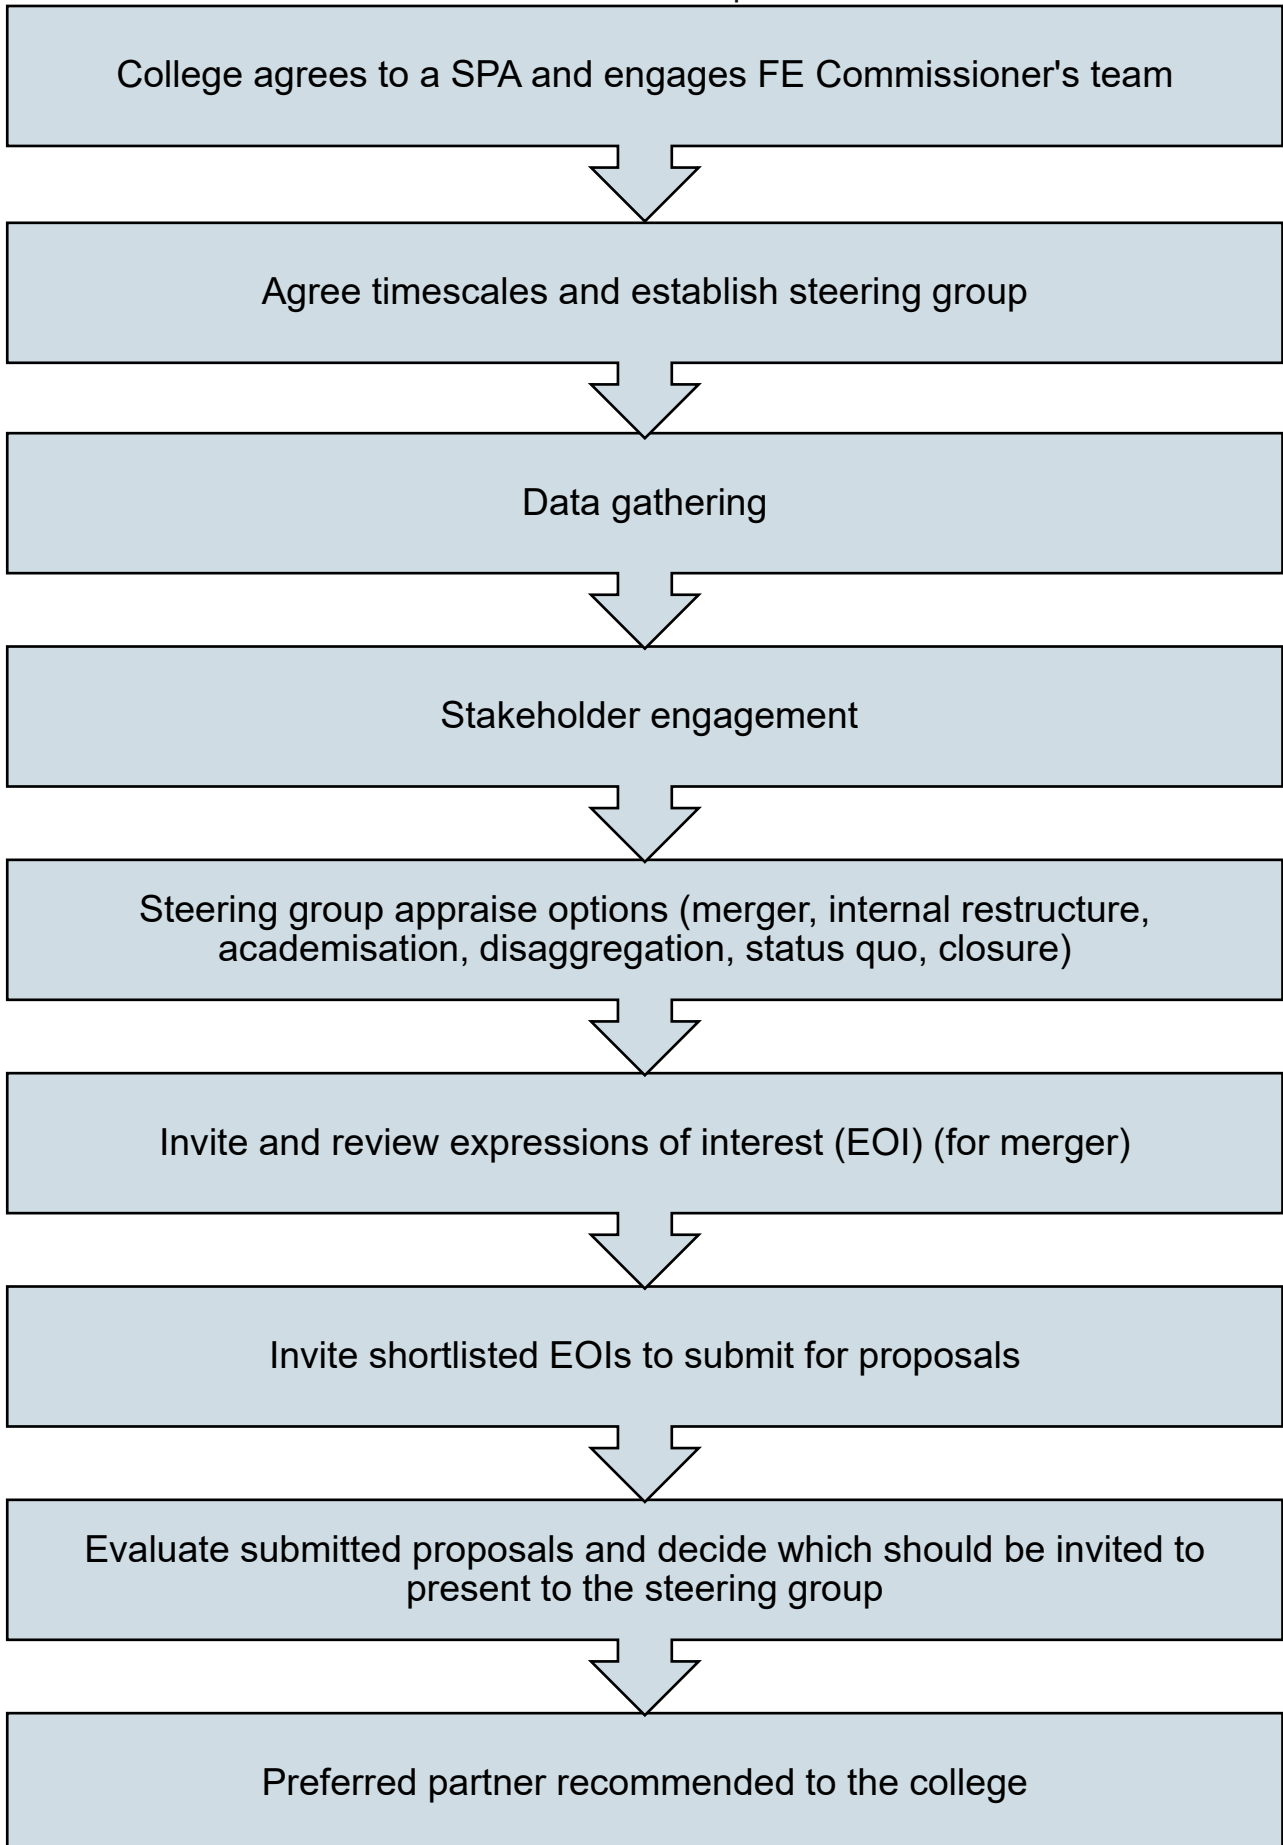 College agrees to a SPA and engages FE Commissioner's team
Agree timescales and establish steering group
Data gathering
Stakeholder engagement
Steering group appraise options (merger, internal restructure,
academisation, disaggregation, status quo, closure)
Invite and review expressions of interest (EOI) (for merger)
Invite shortlisted EOIs to submit for proposals
Evaluate submitted proposals and decide which should be invited to
present to the steering group
Preferred partner recommended to the college